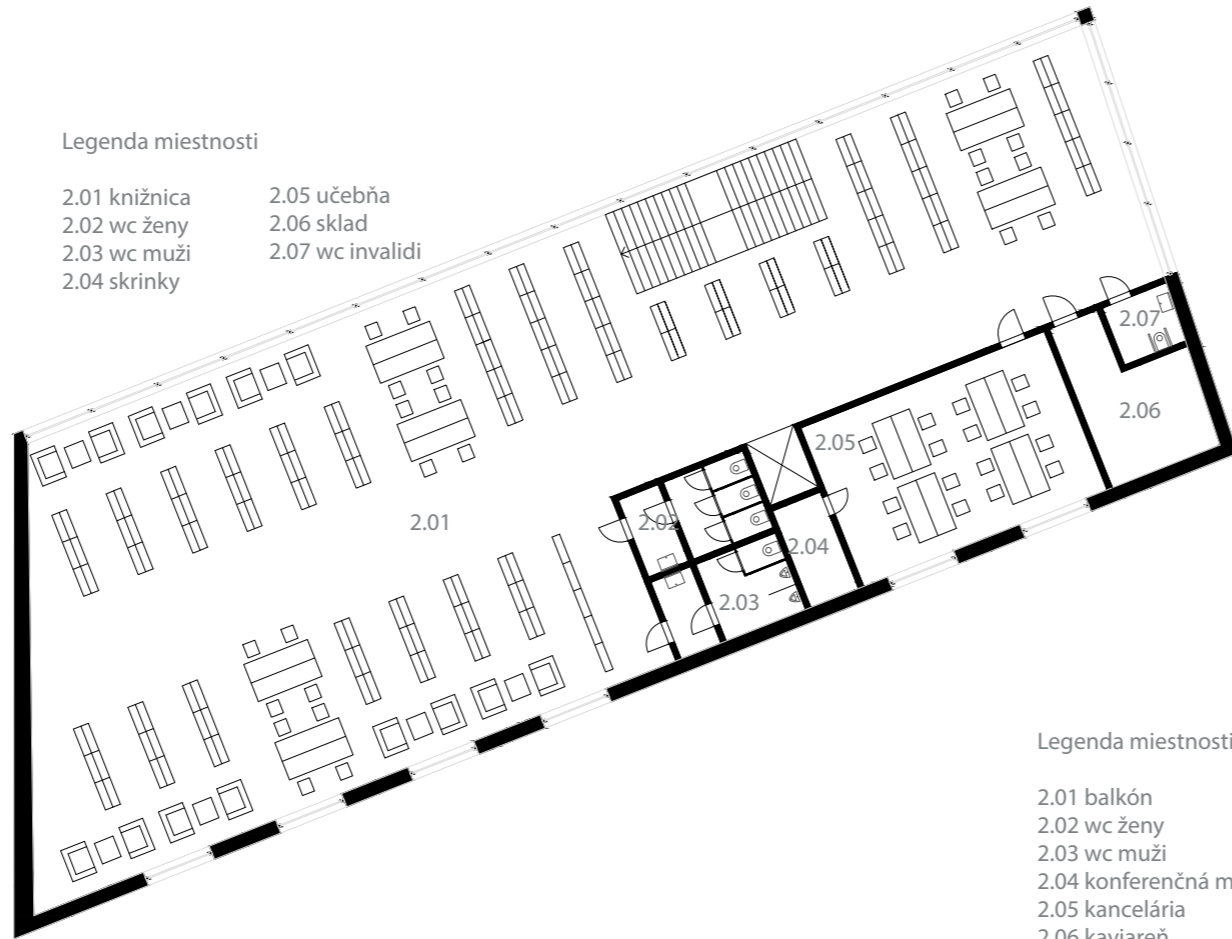 Legenda miestnosti
2.01 knižnica
2.02 wc ženy
2.03 wc muži
2.04 skrinky
2.05 učebňa
2.06 sklad
2.07 wc invalidi
2.07
2.06
2.05
2.01
2.02
2.04
2.03
Legenda miestnosti
2.01 balkón
2.02 wc ženy
2.03 wc muži
2.04 konferenčná
2.05 kancelária
2.06 kaviareň